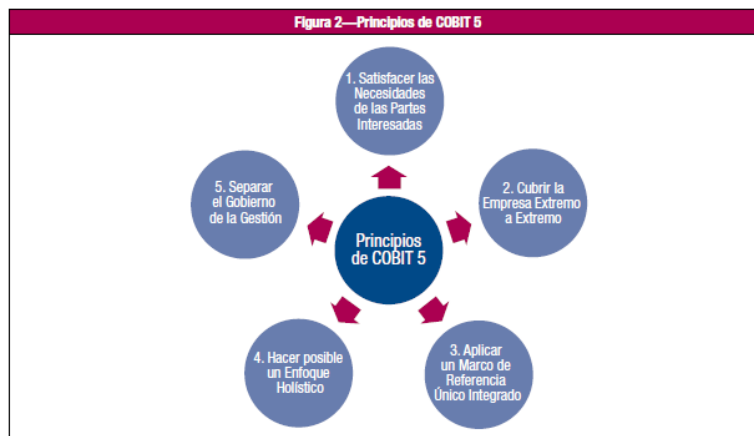 Figura 2—Principios de COBIT 5
1. Satisfacer las
Necesidades
de las Partes
Interesadas
2. Cubrir la
Empresa Extremo
a Extremo
3. Aplicar
un Marco de
Referencia
Único Integrado
4. Hacer posible
un Enfoque
Holístico
5. Separar
el Gobierno
de la Gestión
Principios
de COBIT 5